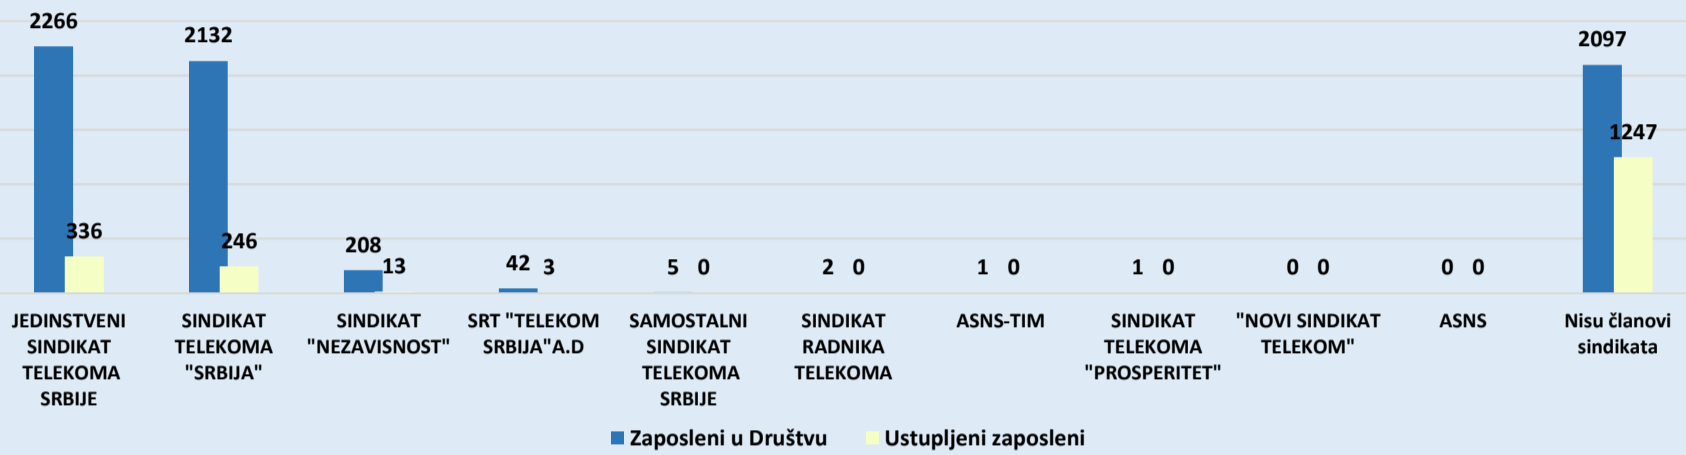 2266
336
2132
246
208
13
42
3
5
0
2
0
1
0
1
0
0
0
0
0
2097
1247
JEDINSTVENI
SINDIKAT
TELEKOMA
SRBIJE
SINDIKAT
TELEKOMA
"SRBIJA"
SINDIKAT
"NEZAVISNOST"
SRT "TELEKOM
SRBIJA"A.D
SAMOSTALNI
SINDIKAT
TELEKOMA
SRBIJE
SINDIKAT
RADNIKA
TELEKOMA
ASNS-TIM
SINDIKAT
TELEKOMA
"PROSPERITET"
"NOVI SINDIKAT
TELEKOM"
ASNS
Nisu članovi
sindikata
Zaposleni u Društvu
Ustupljeni zaposleni